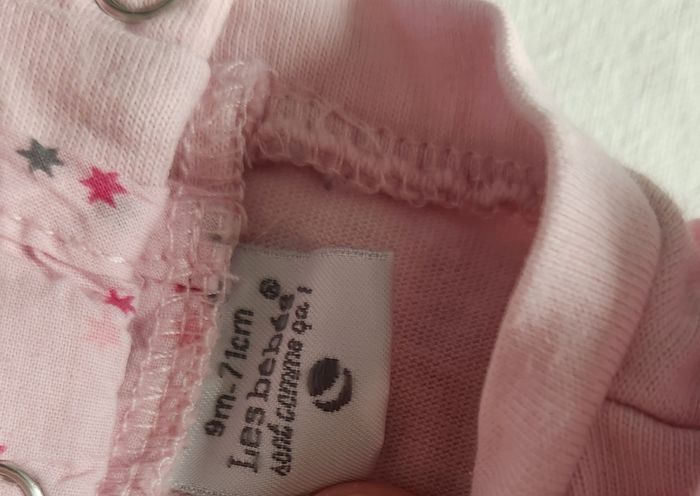 9m-71cm
Les bébés®
sont comme ça !